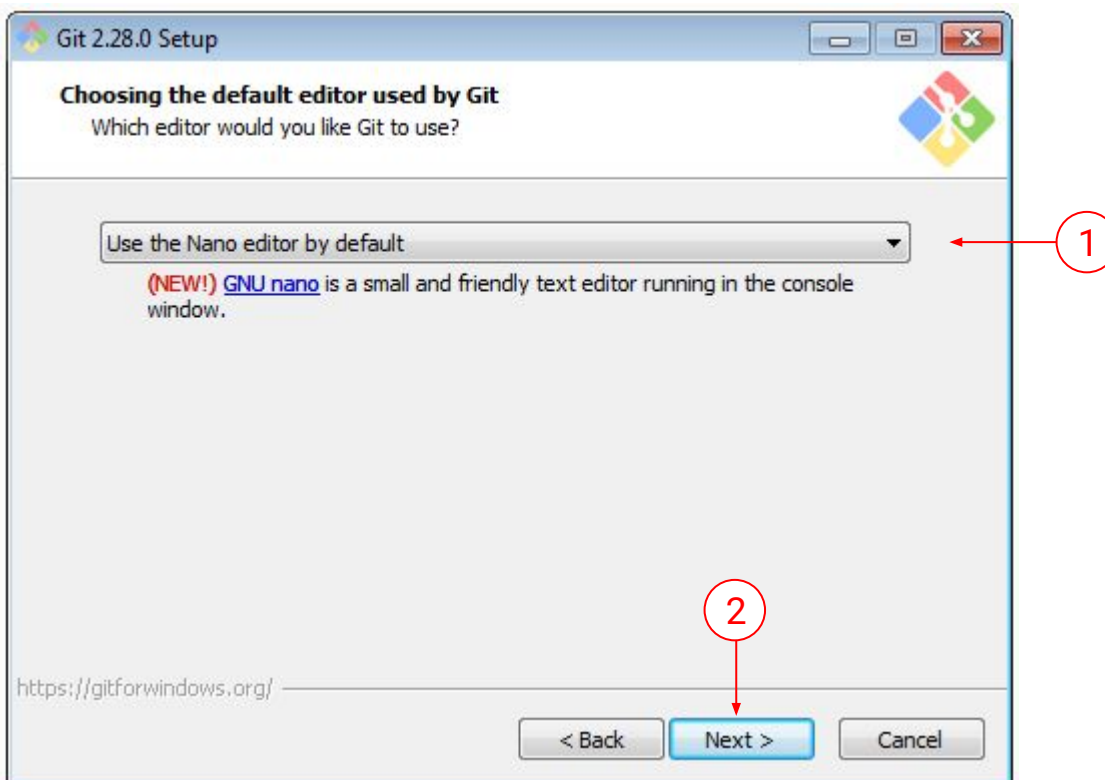 Git 2.28.0 Setup
Choosing the default editor used by Git
Which editor would you like Git to use?
Use the Nano editor by default
1
(NEW!) GNU nano is a small and friendly text editor running in the console
window.
2
https://gitforwindows.org/
< Back
Next >
Cancel